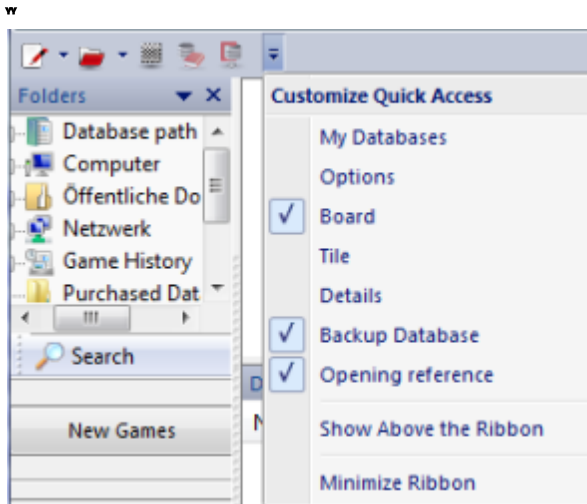 w
Folders
Customize Quick Access
Database path
Computer
Öffentliche Do
Netzwerk
Game History
Purchased Dat
Search
New Games
My Databases
Options
Board
Tile
Details
Backup Database
Opening reference
Show Above the Ribbon
Minimize Ribbon